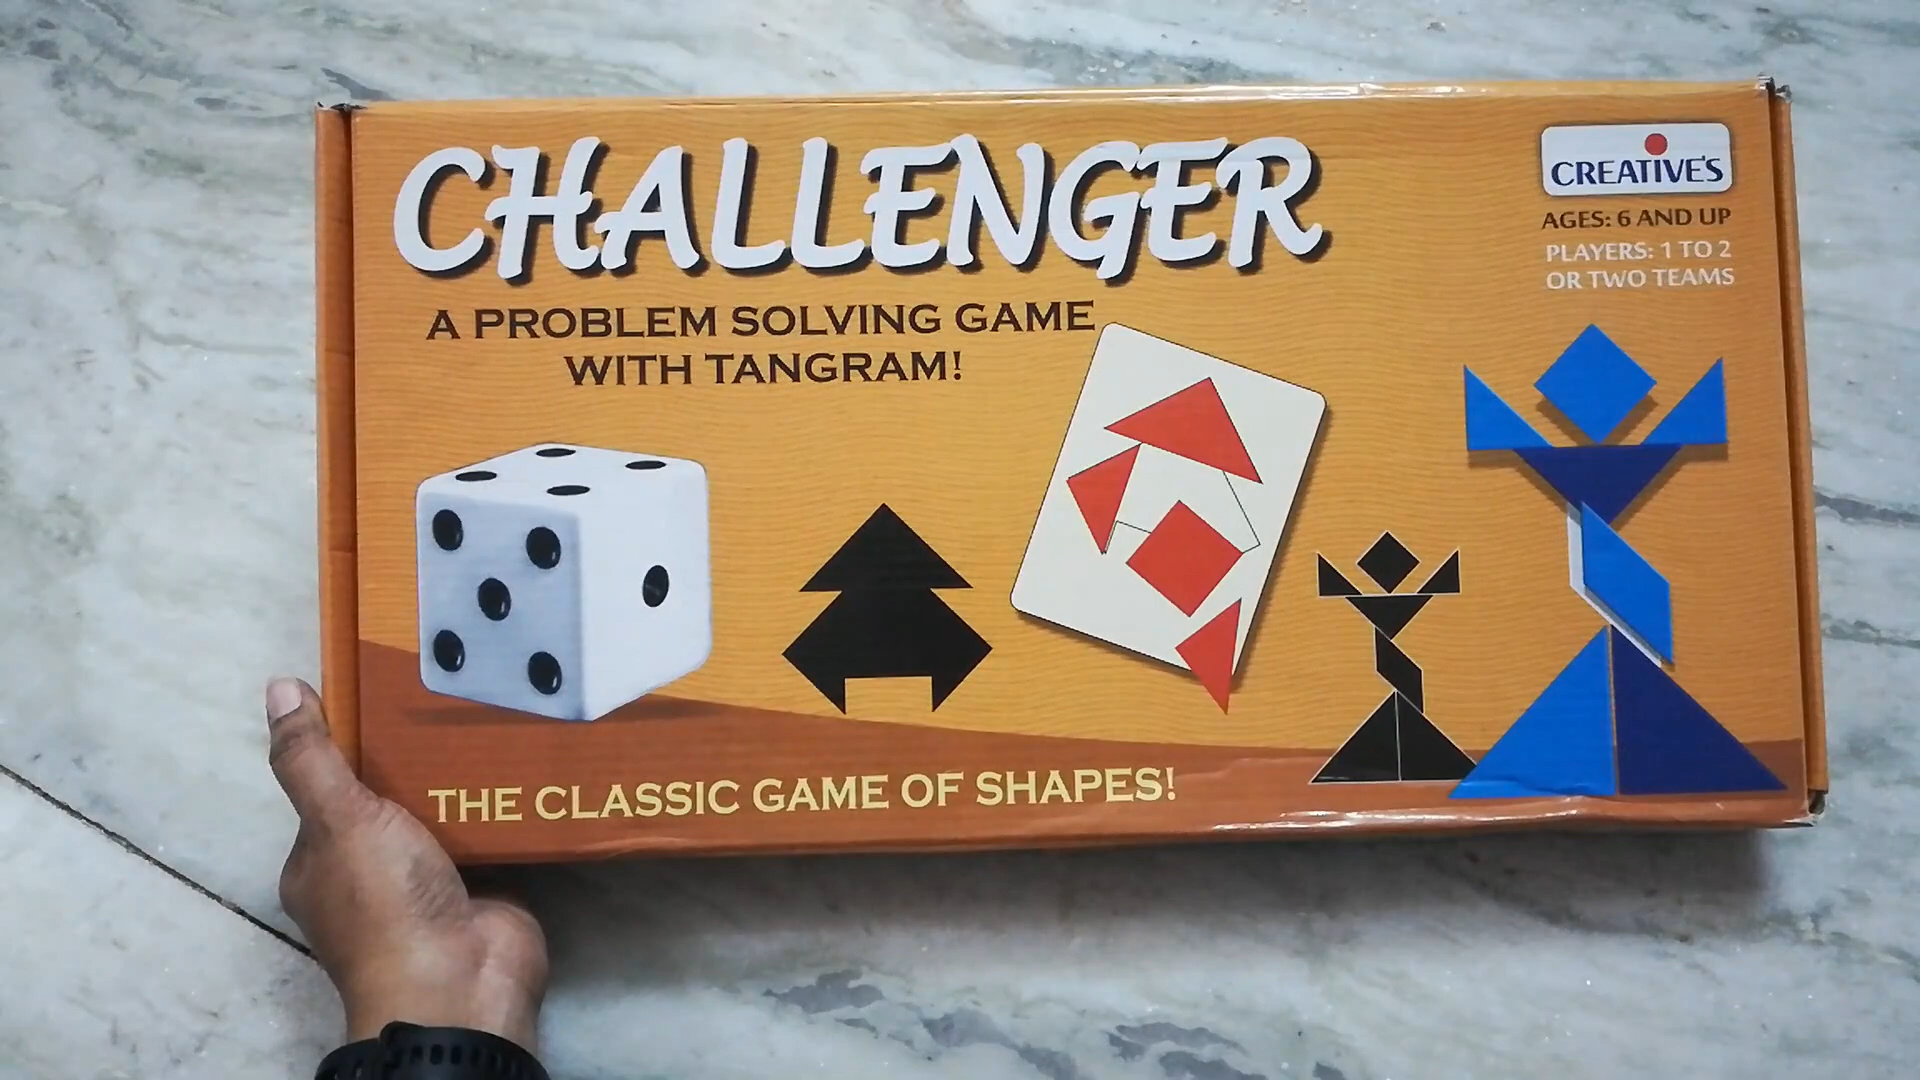 CHALLENGER
A PROBLEM SOLVING GAME
WITH TANGRAM!
CREATIVE'S
AGES: 6 AND UP
PLAYERS: 1 TO 2
OR TWO TEAMS
THE CLASSIC GAME OF SHAPES!